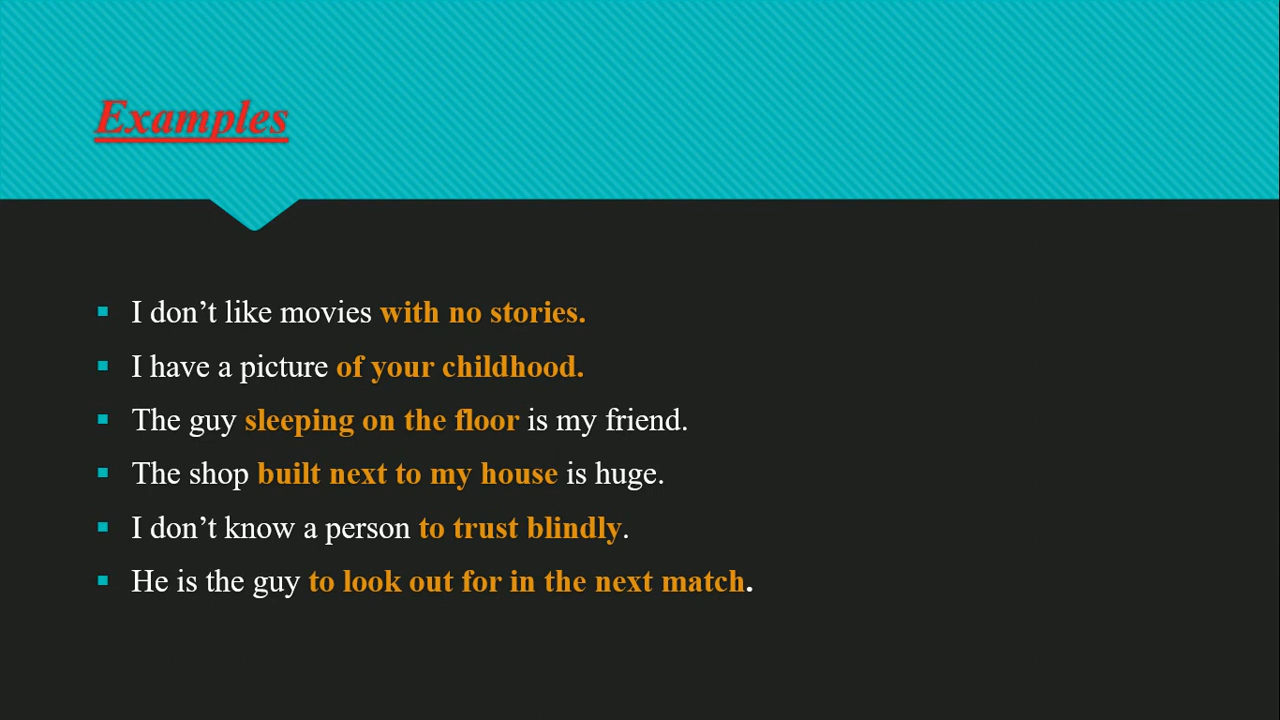 Examples
I don’t like movies with no stories.
I have a picture of your childhood.
The guy sleeping on the floor is my friend.
The shop built next to my house is huge.
I don’t know a person to trust blindly.
He is the guy to look out for in the next match.